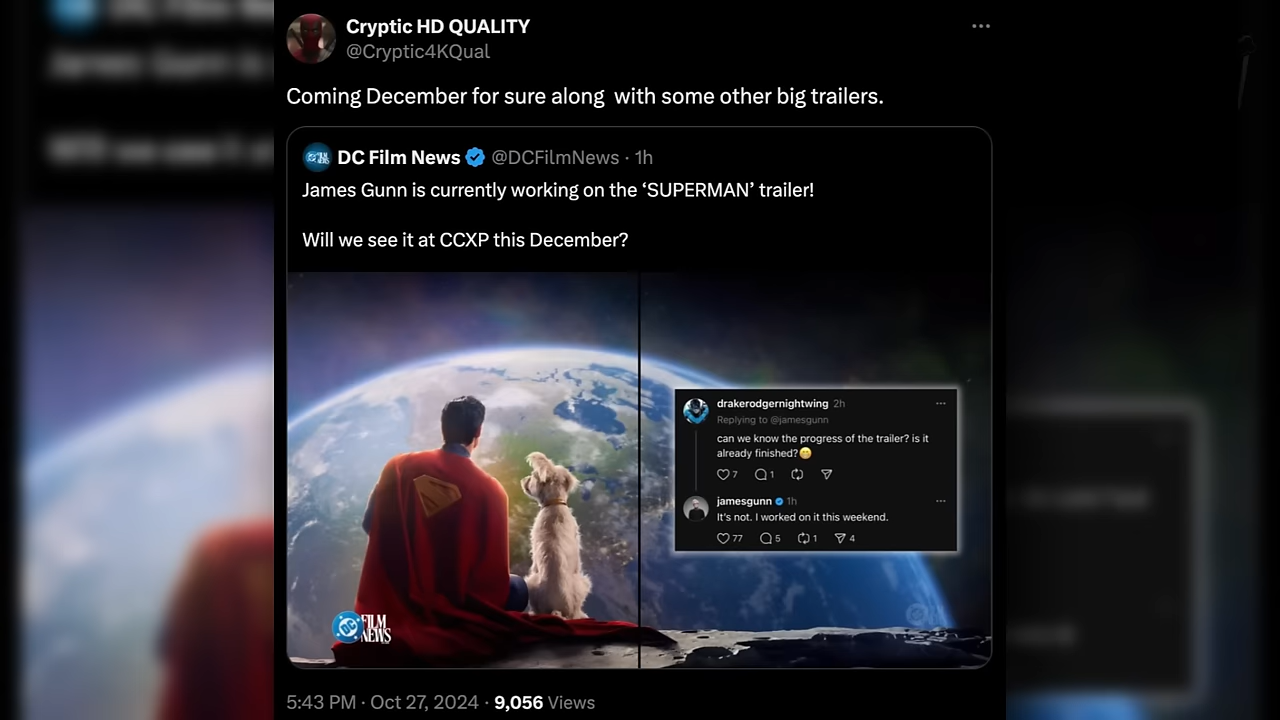 Cryptic HD QUALITY
@Cryptic4KQual
Coming December for sure along with some other big trailers.
DC Film News @DCFilmNews · 1h
James Gunn is currently working on the ‘SUPERMAN’ trailer!
Will we see it at CCXP this December?
drakerodgernightwing 2h
Replying to @jamesgunn
can we know the progress of the trailer? is it
already finished?🤭
7 1
jamesgunn 1h
It's not. I worked on it this weekend.
77 5 1 4
DC FILM
NEWS
5:43 PM · Oct 27, 2024 · 9,056 Views